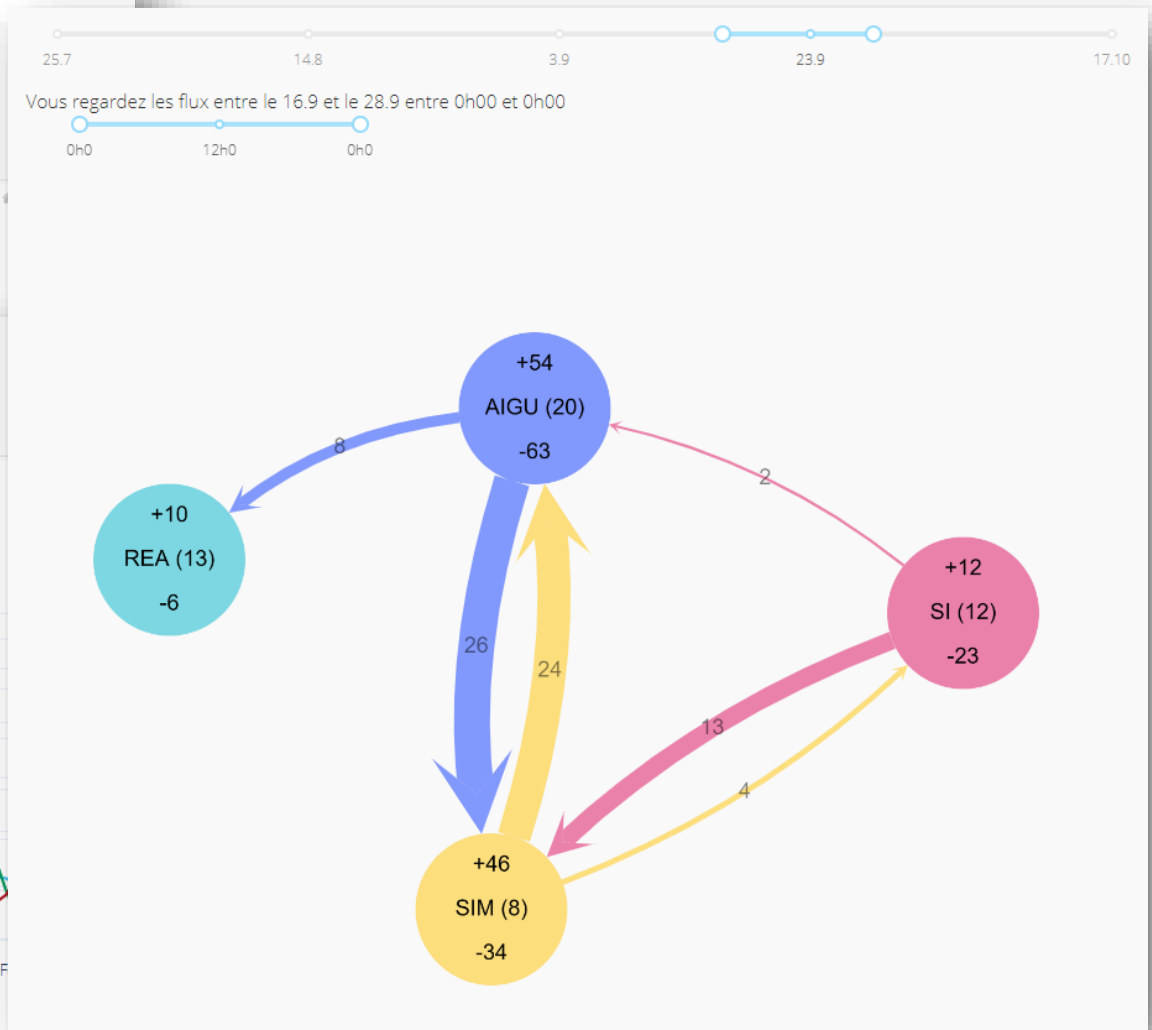 25.7 14.8 3.9 23.9 17.10
Vous regardez les flux entre le 16.9 et le 28.9 entre 0h00 et 0h00
0h0 12h0 0h0
+54
AIGU (20)
-63
8
2
+10
REA (13)
-6
+12
SI (12)
-23
26
24
13
4
+46
SIM (8)
-34
F